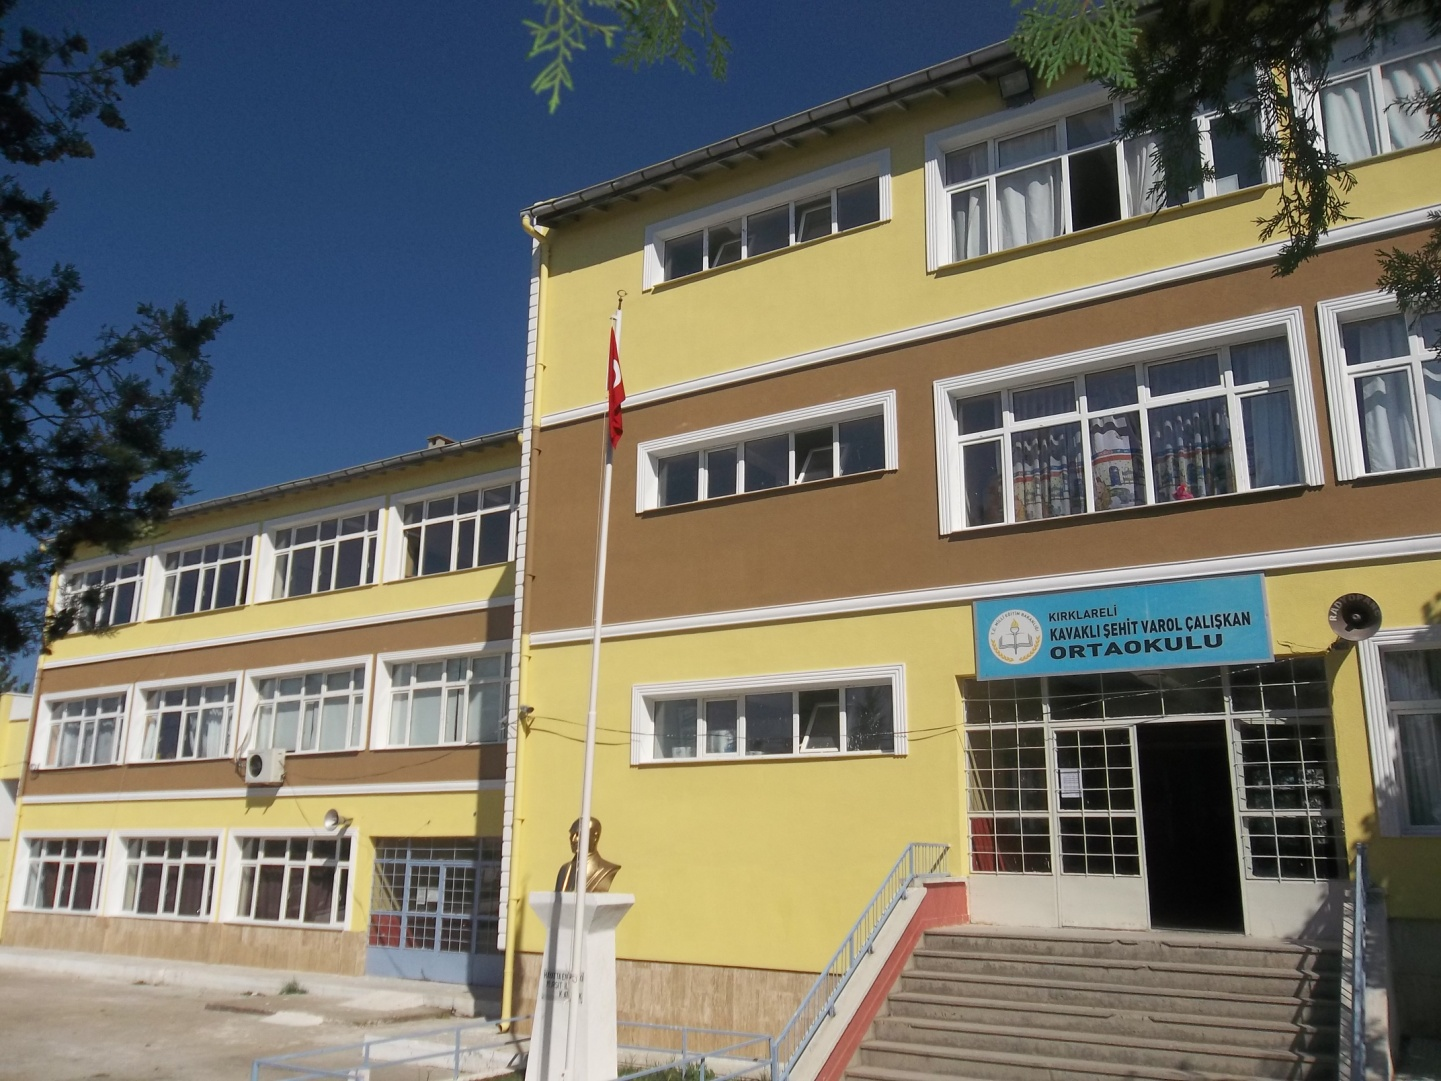 KIRKLARELİ
KAVAKLI ŞEHİT VAROL ÇALIŞKAN
ORTAOKULU